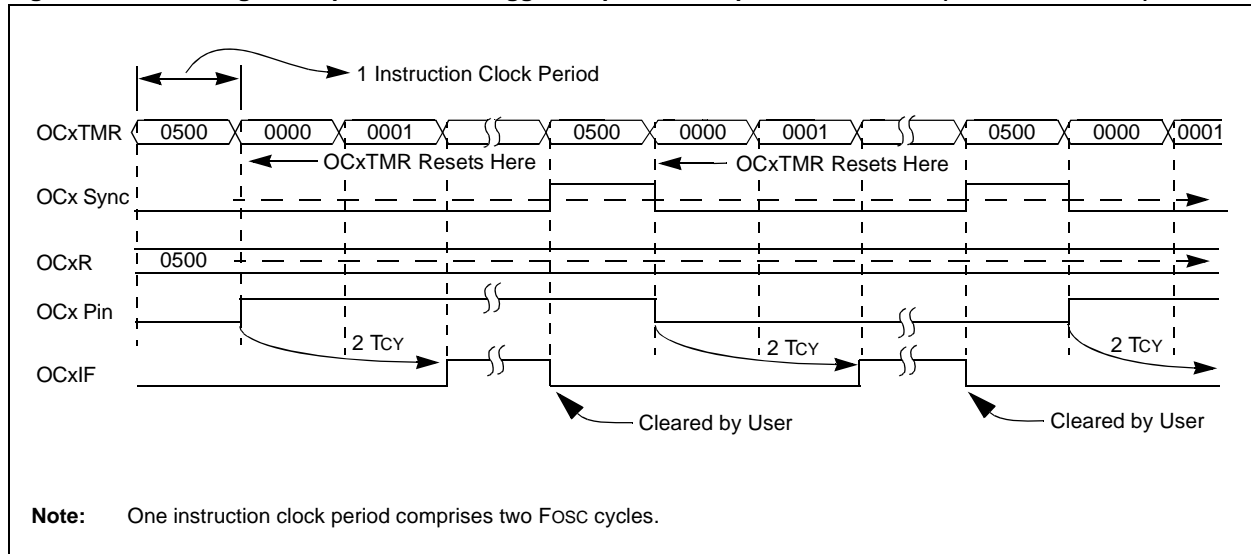 1 Instruction Clock Period
OCxTMR 0500 0000 0001 0500 0000 0001 0500 0000 0001
OCxTMR Resets Here OCxTMR Resets Here
OCx Sync
OCxR 0500
OCx Pin
2 TCY 2 TCY 2 TCY
OCxIF
Cleared by User Cleared by User
Note: One instruction clock period comprises two FOSC cycles.